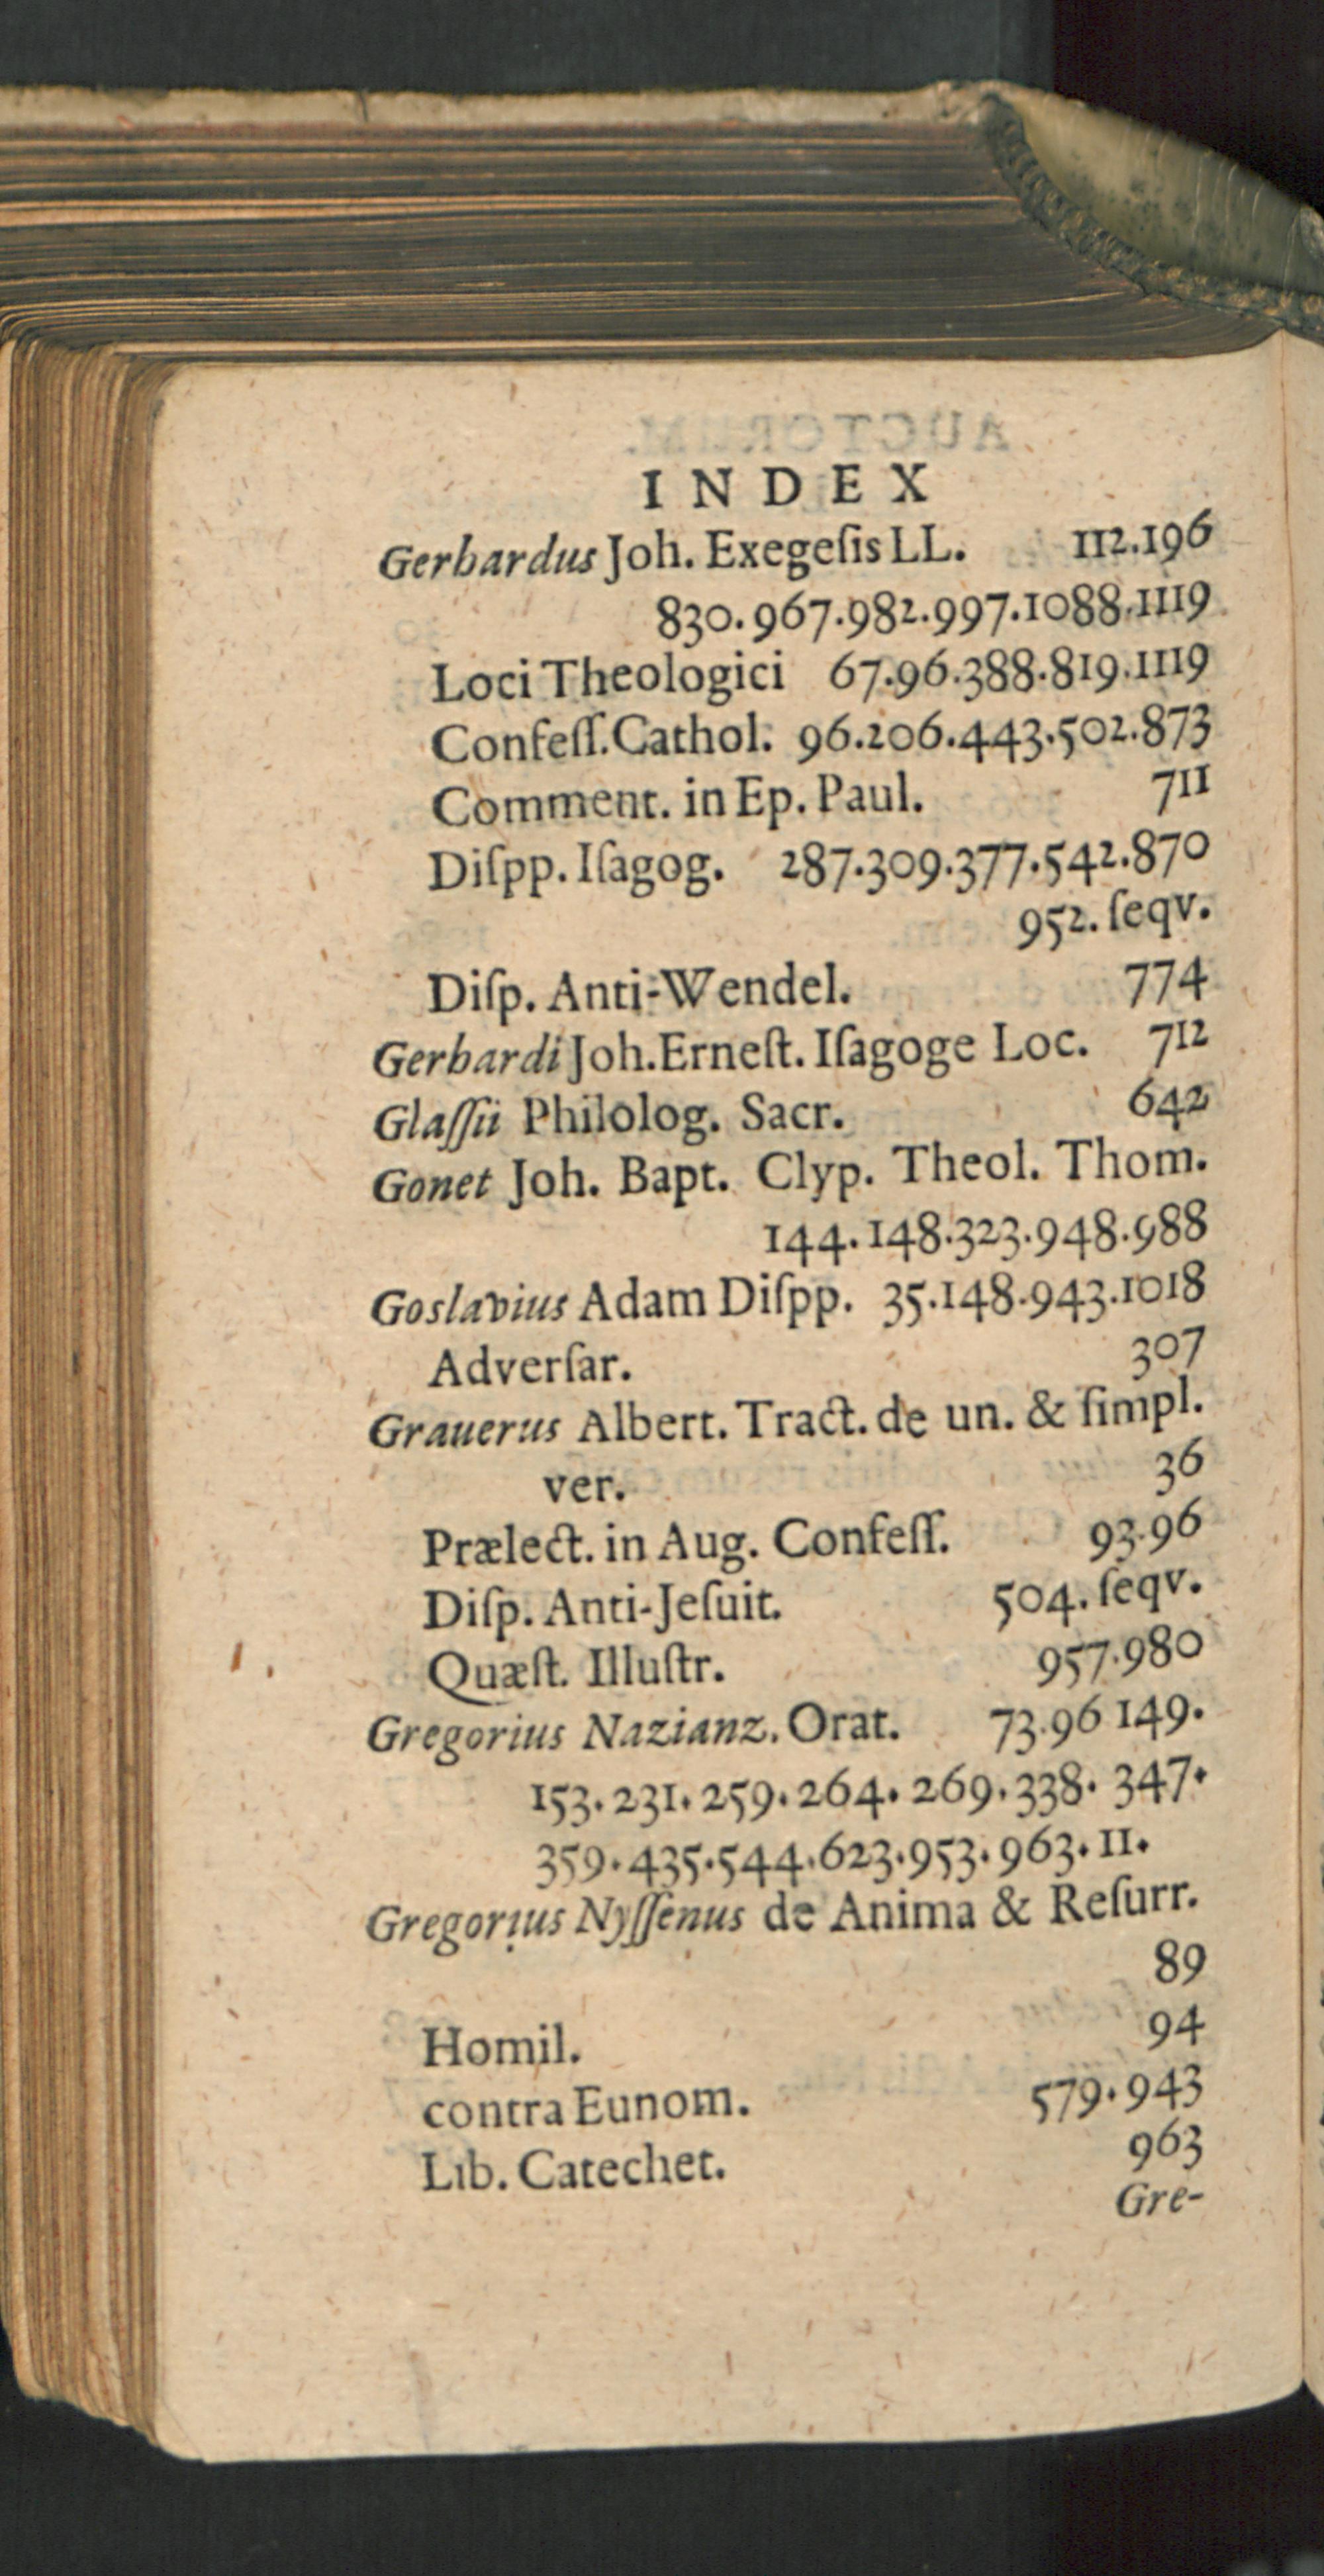 INDEX
Gerhardus Joh. Exegeſis LL. 112.196
830.967.982.997.1088.1119
Loci Theologici 67.96.388.819.1119
Confeſſ. Cathol. 96.206.443.502.873
Comment. in Ep. Paul. 711
Diſpp. Iſagog. 287.309.377.542.870
952. ſeqv.
Diſp. Anti-Wendel. 774
Gerhardi Joh. Erneſt. Iſagoge Loc. 712
Glaſſii Philolog. Sacr. 642
Gonet Joh. Bapt. Clyp. Theol. Thom.
144.148.323.948.988
Goslavius Adam Diſpp. 35.148.943.1018
Adverſar. 307
Grauerus Albert. Tract. de un. & ſimpl.
ver. 36
Prælect. in Aug. Confeſſ. 93.96
Diſp. Anti-Jeſuit. 504. ſeqv.
Quæſt. Illuſtr. 957.980
Gregorius Nazianz. Orat. 73.96 149.
153.231.259.264.269.338.347.
359.435.544.623.953.963.11.
Gregorius Nyſſenus de Anima & Reſurr.
89
Homil. 94
contra Eunom. 579.943
Lib. Catechet. 963
Gre-